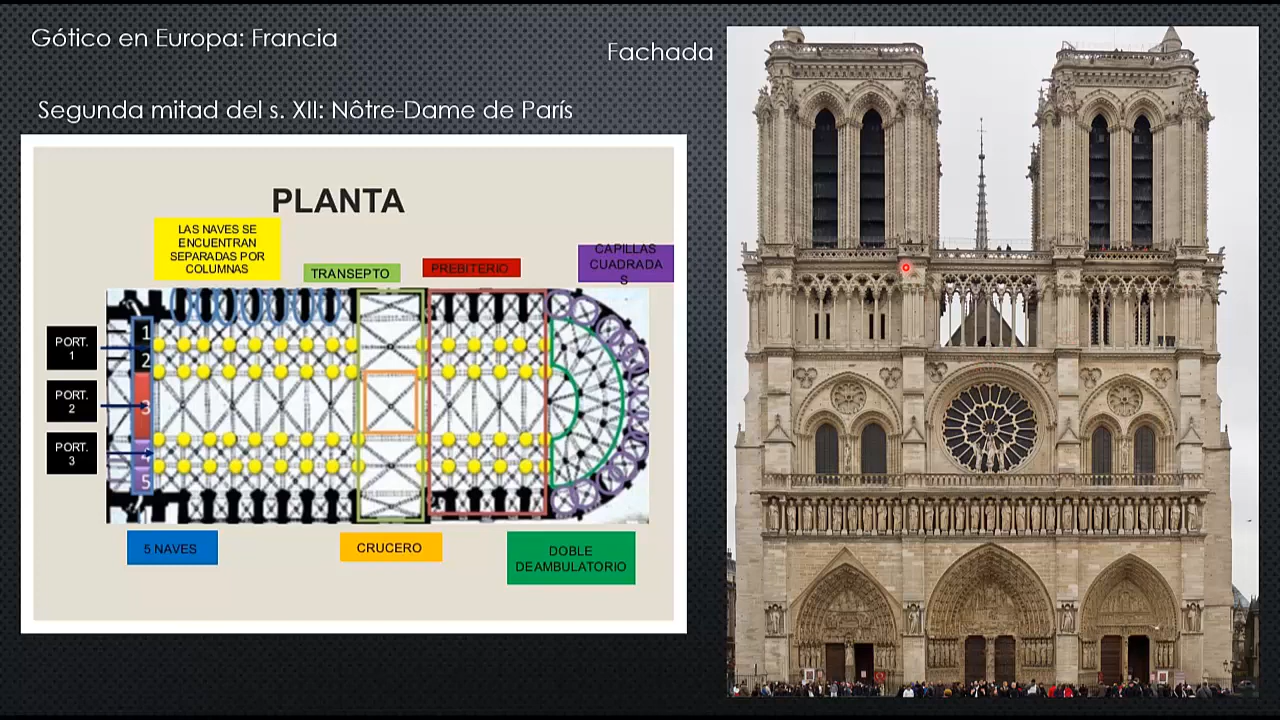 Gótico en Europa: Francia
Fachada
Segunda mitad del s. XII: Nôtre-Dame de París
PLANTA
LAS NAVES SE
ENCUENTRAN
SEPARADAS POR
COLUMNAS
TRANSEPTO
PREBITERIO
CAPILLAS
CUADRADA
S
PORT.
1
PORT.
2
PORT.
3
1
2
3
4
5
5 NAVES
CRUCERO
DOBLE
DEAMBULATORIO